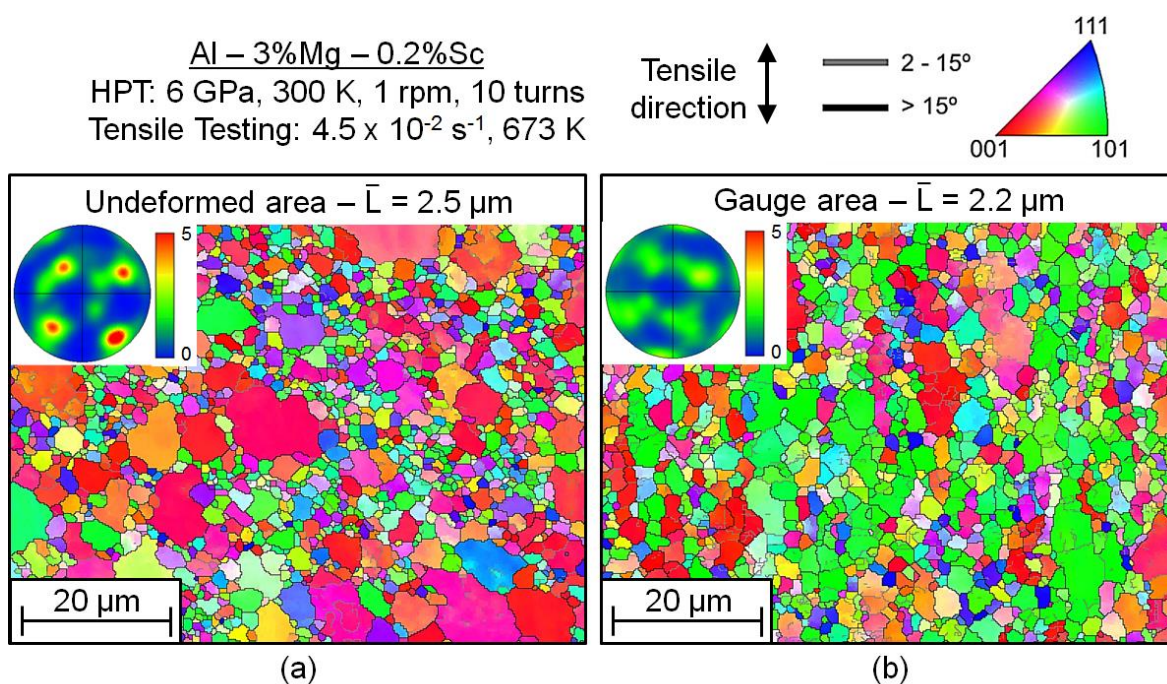 Al – 3%Mg – 0.2%Sc
HPT: 6 GPa, 300 K, 1 rpm, 10 turns
Tensile Testing: 4.5 x 10⁻² s⁻¹, 673 K
Tensile
direction
2 - 15º
> 15º
111
001
101
Undeformed area – L̄ = 2.5 µm
5
0
20 µm
(a)
Gauge area – L̄ = 2.2 µm
5
0
20 µm
(b)